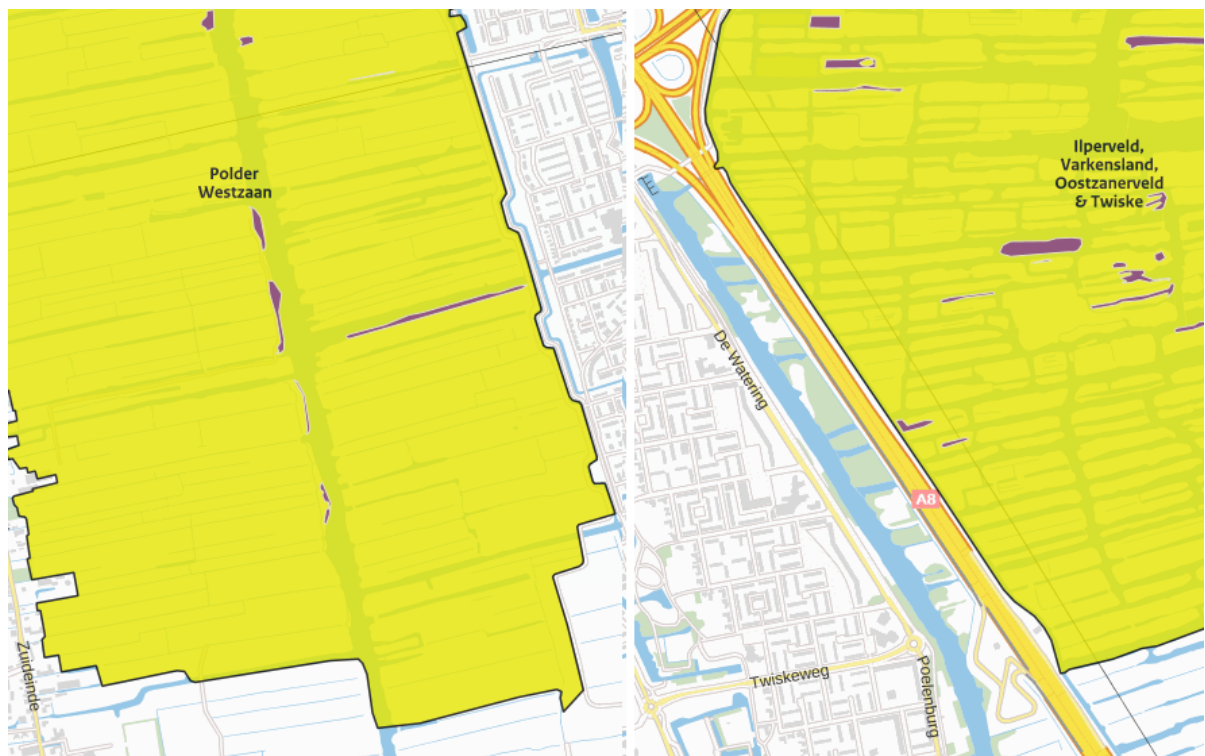 Polder
Westzaan
Zuideinde
Ilperveld,
Varkensland,
Oostzanerveld
& Twiske
De Watering
A8
Twiskeweg
Poelenburg